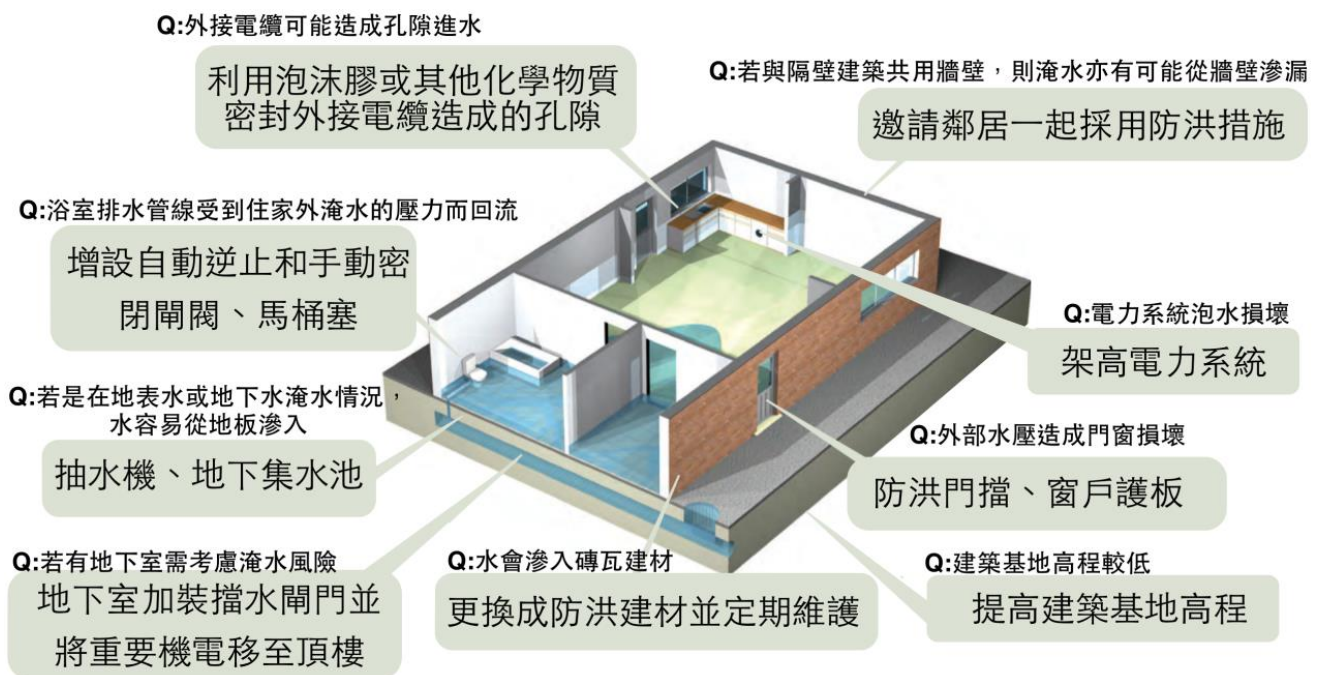 Q:外接電纜可能造成孔隙進水
利用泡沫膠或其他化學物質
密封外接電纜造成的孔隙
Q:若與隔壁建築共用牆壁，則淹水亦有可能從牆壁滲漏
邀請鄰居一起採用防洪措施
Q:浴室排水管線受到住家外淹水的壓力而回流
增設自動逆止和手動密
閉閘閥、馬桶塞
Q:電力系統泡水損壞
架高電力系統
Q:若是在地表水或地下水淹水情況，
水容易從地板滲入
抽水機、地下集水池
Q:外部水壓造成門窗損壞
防洪門擋、窗戶護板
Q:若有地下室需考慮淹水風險
地下室加裝擋水閘門並
將重要機電移至頂樓
Q:水會滲入磚瓦建材
更換成防洪建材並定期維護
Q:建築基地高程較低
提高建築基地高程